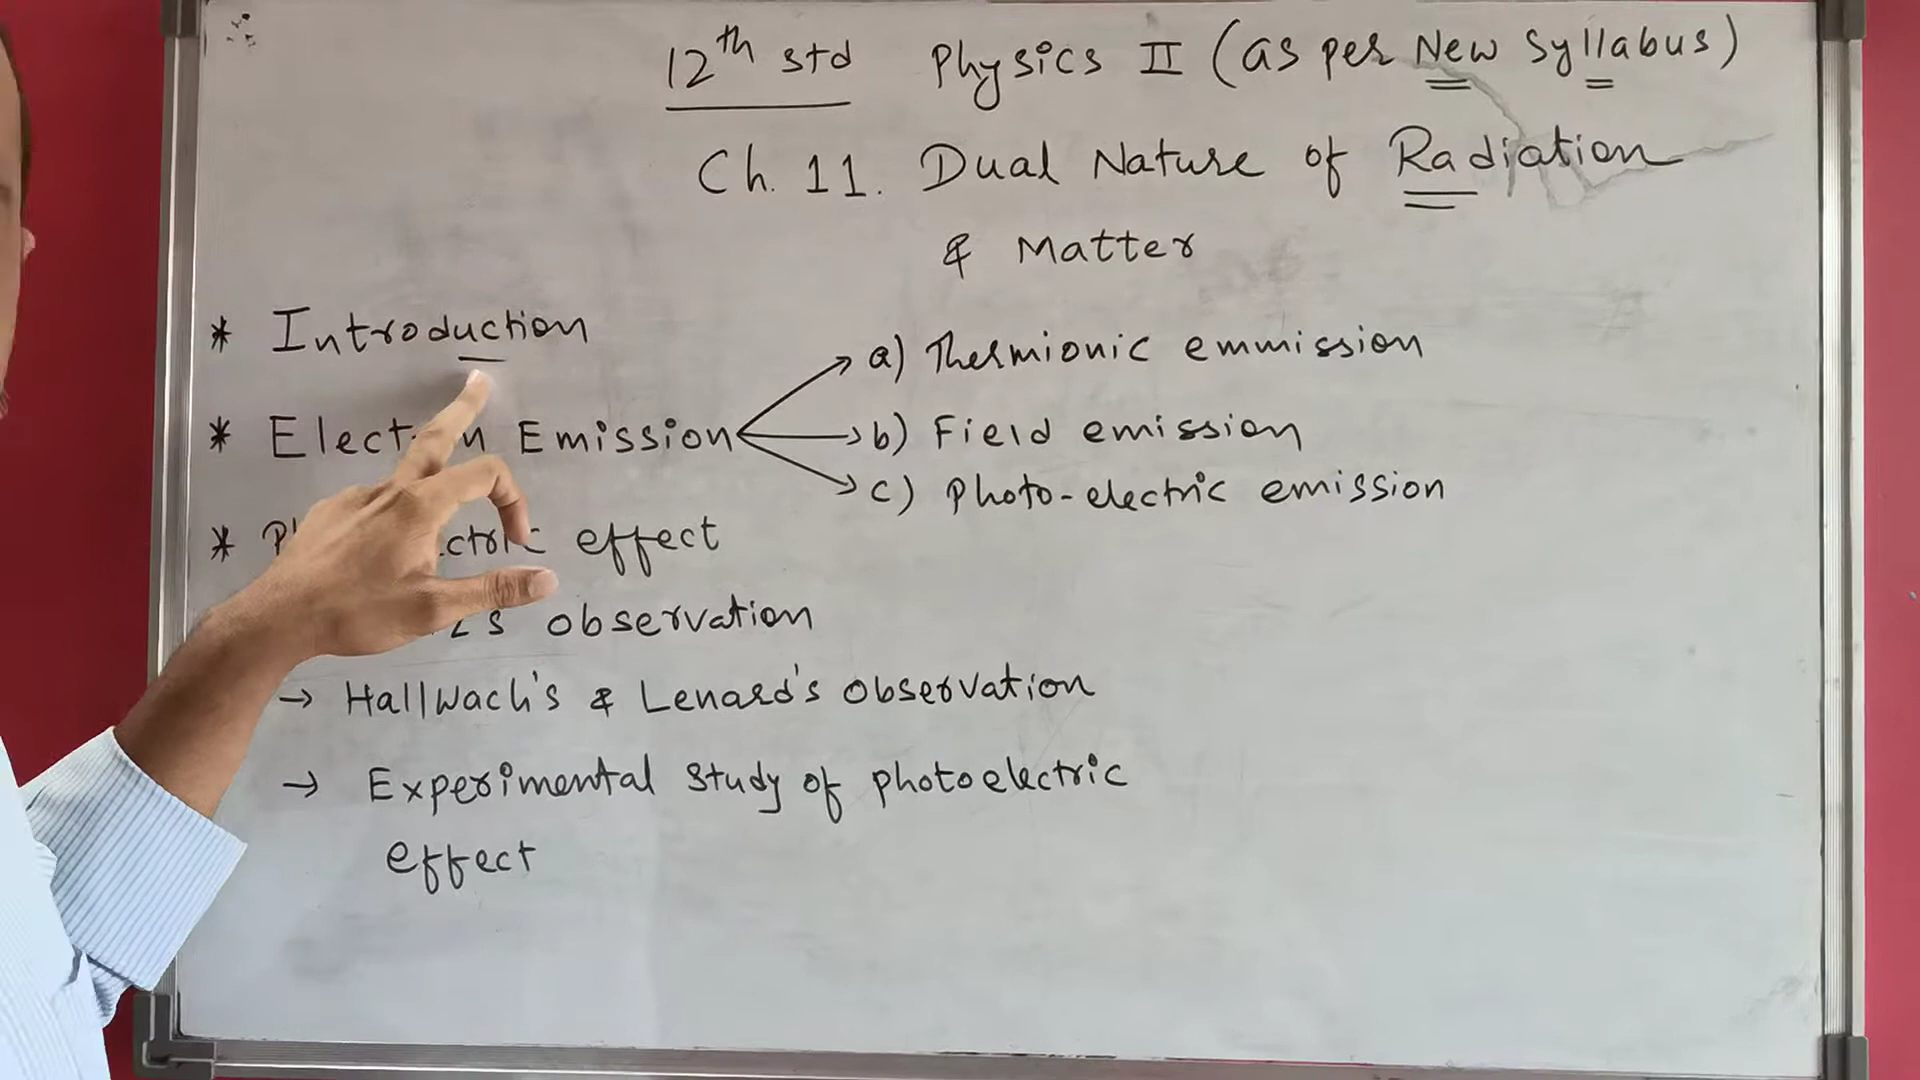 12th std Physics II (as per New syllabus)
Ch. 11. Dual Nature of Radiation
& Matter
* Introduction
* Emission
a) Thermionic emmission
b) Field emission
c) Photo-electric emission
* effect
observation
→ Hallwach's & Lenard's observation
→ Experimental study of photoelectric
effect